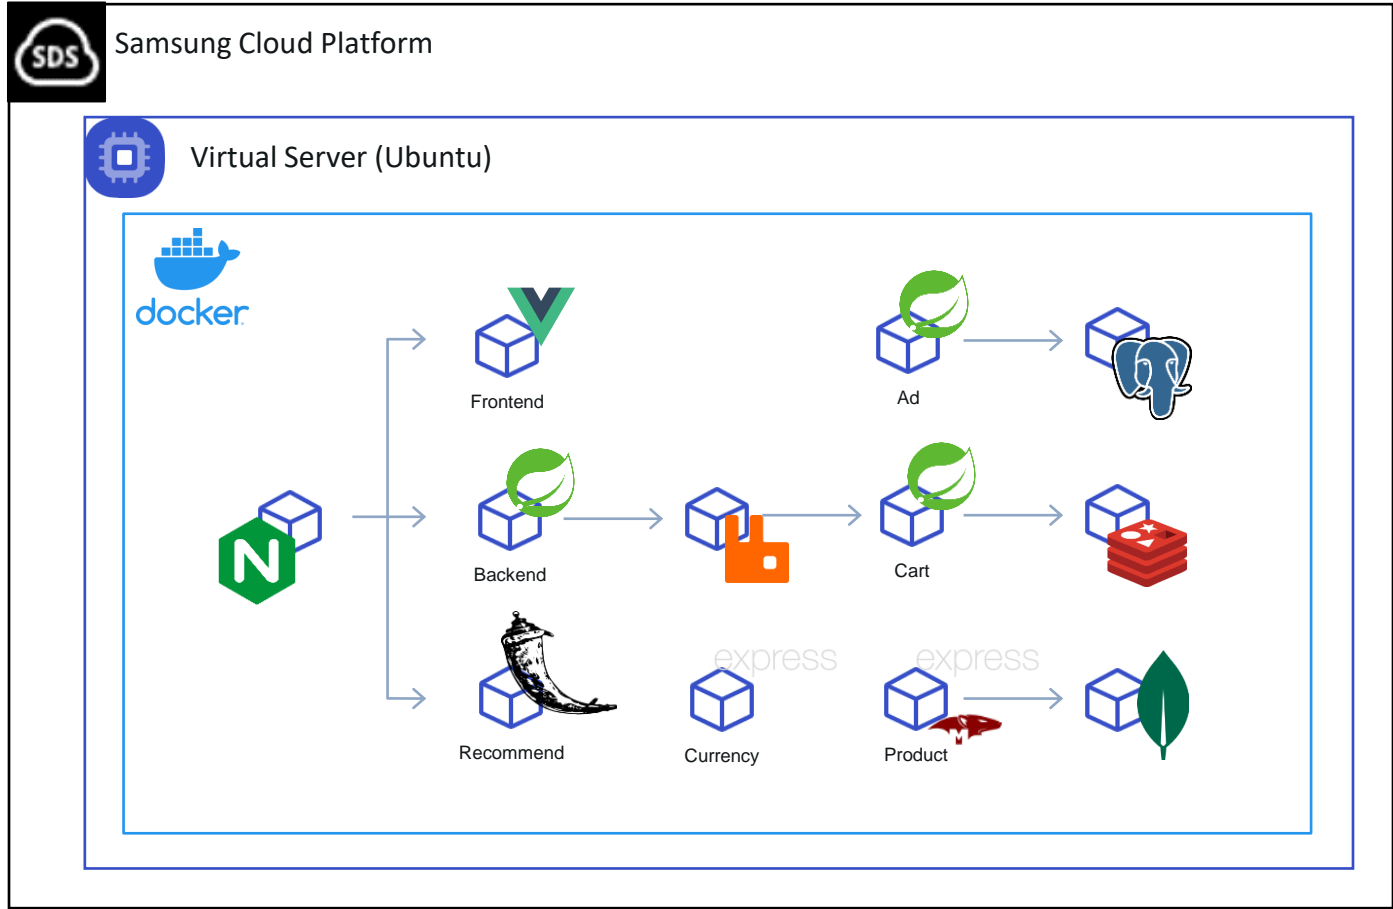 SDS
Samsung Cloud Platform
Virtual Server (Ubuntu)
docker
Frontend
Ad
N
Backend
Cart
express
express
M
Recommend
Currency
Product